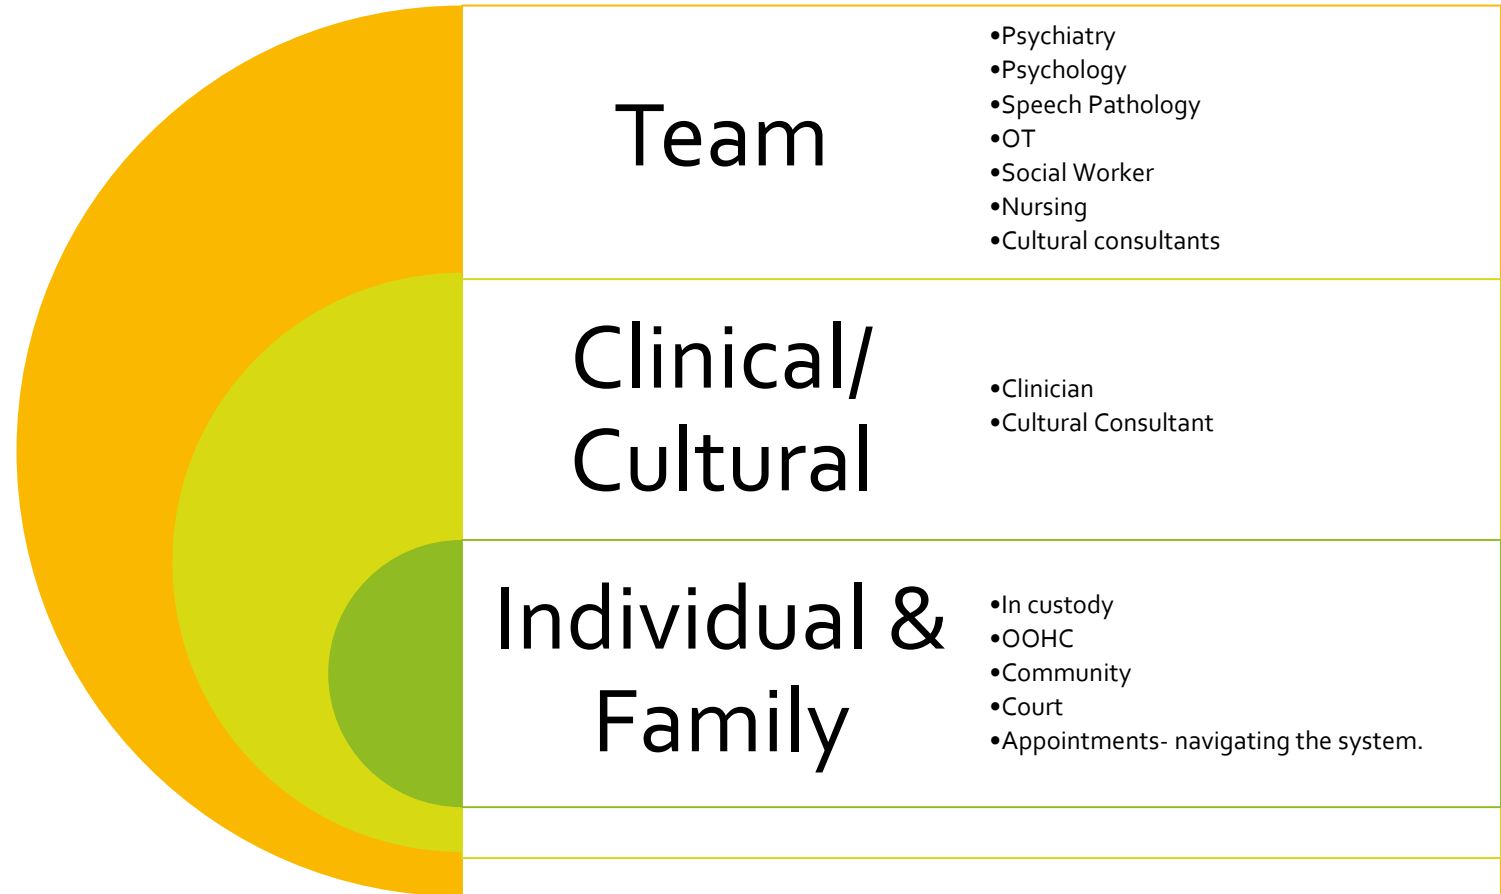 Team
•Psychiatry
•Psychology
•Speech Pathology
•OT
•Social Worker
•Nursing
•Cultural consultants
Clinical/
Cultural
•Clinician
•Cultural Consultant
Individual &
Family
•In custody
•OOHC
•Community
•Court
•Appointments- navigating the system.